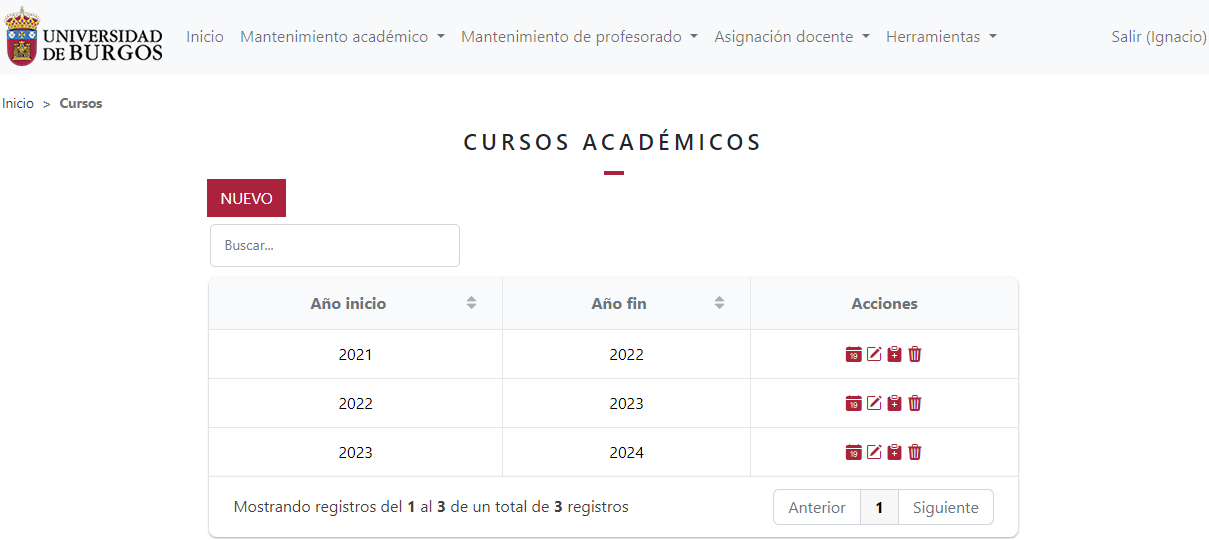 UNIVERSIDAD
DE BURGOS
Inicio Mantenimiento académico Mantenimiento de profesorado Asignación docente Herramientas Salir (Ignacio)
Inicio > Cursos
CURSOS ACADÉMICOS
NUEVO
Buscar...
Año inicio Año fin Acciones
2021 2022 19
2022 2023 19
2023 2024 19
Mostrando registros del 1 al 3 de un total de 3 registros Anterior 1 Siguiente